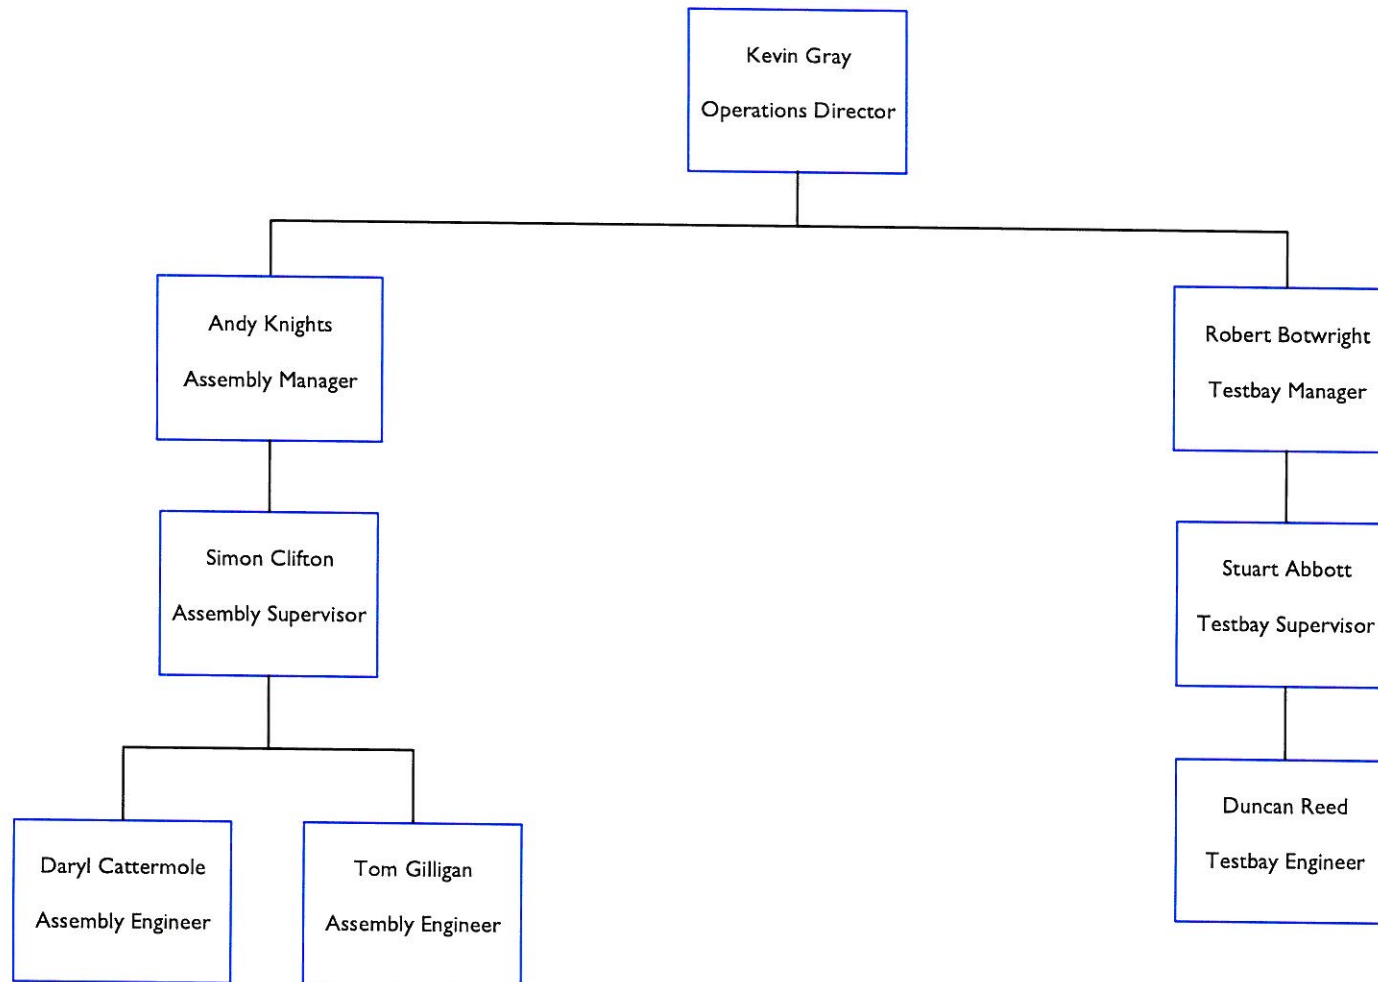 Kevin Gray
Operations Director
Andy Knights
Assembly Manager
Robert Botwright
Testbay Manager
Simon Clifton
Assembly Supervisor
Stuart Abbott
Testbay Supervisor
Daryl Cattermole
Assembly Engineer
Tom Gilligan
Assembly Engineer
Duncan Reed
Testbay Engineer